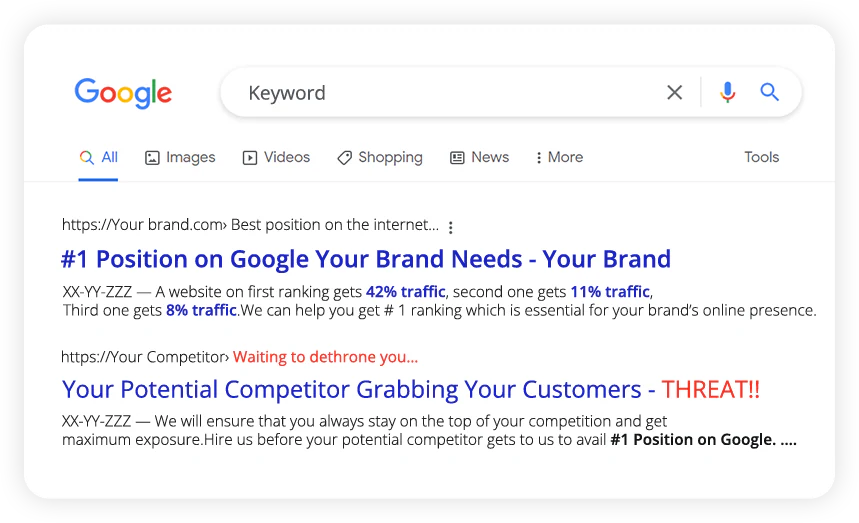 Google
Keyword
All Images Videos Shopping News More Tools
https://Your brand.com› Best position on the internet...
#1 Position on Google Your Brand Needs - Your Brand
XX-YY-ZZZ — A website on first ranking gets 42% traffic, second one gets 11% traffic,
Third one gets 8% traffic.We can help you get # 1 ranking which is essential for your brand’s online presence.
https://Your Competitor› Waiting to dethrone you...
Your Potential Competitor Grabbing Your Customers - THREAT!!
XX-YY-ZZZ — We will ensure that you always stay on the top of your competition and get
maximum exposure.Hire us before your potential competitor gets to us to avail #1 Position on Google. ....